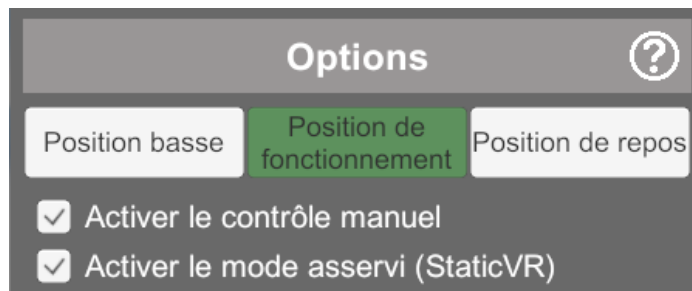 Options
Position basse
Position de
fonctionnement
Position de repos
Activer le contrôle manuel
Activer le mode asservi (StaticVR)